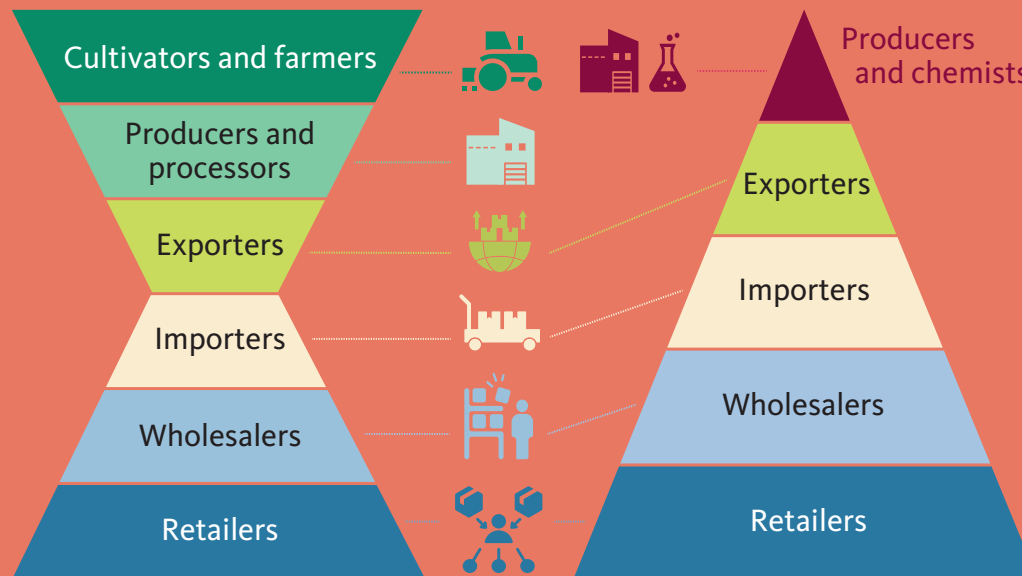 Cultivators and farmers
Producers and
processors
Exporters
Importers
Wholesalers
Retailers
Producers
and chemists
Exporters
Importers
Wholesalers
Retailers